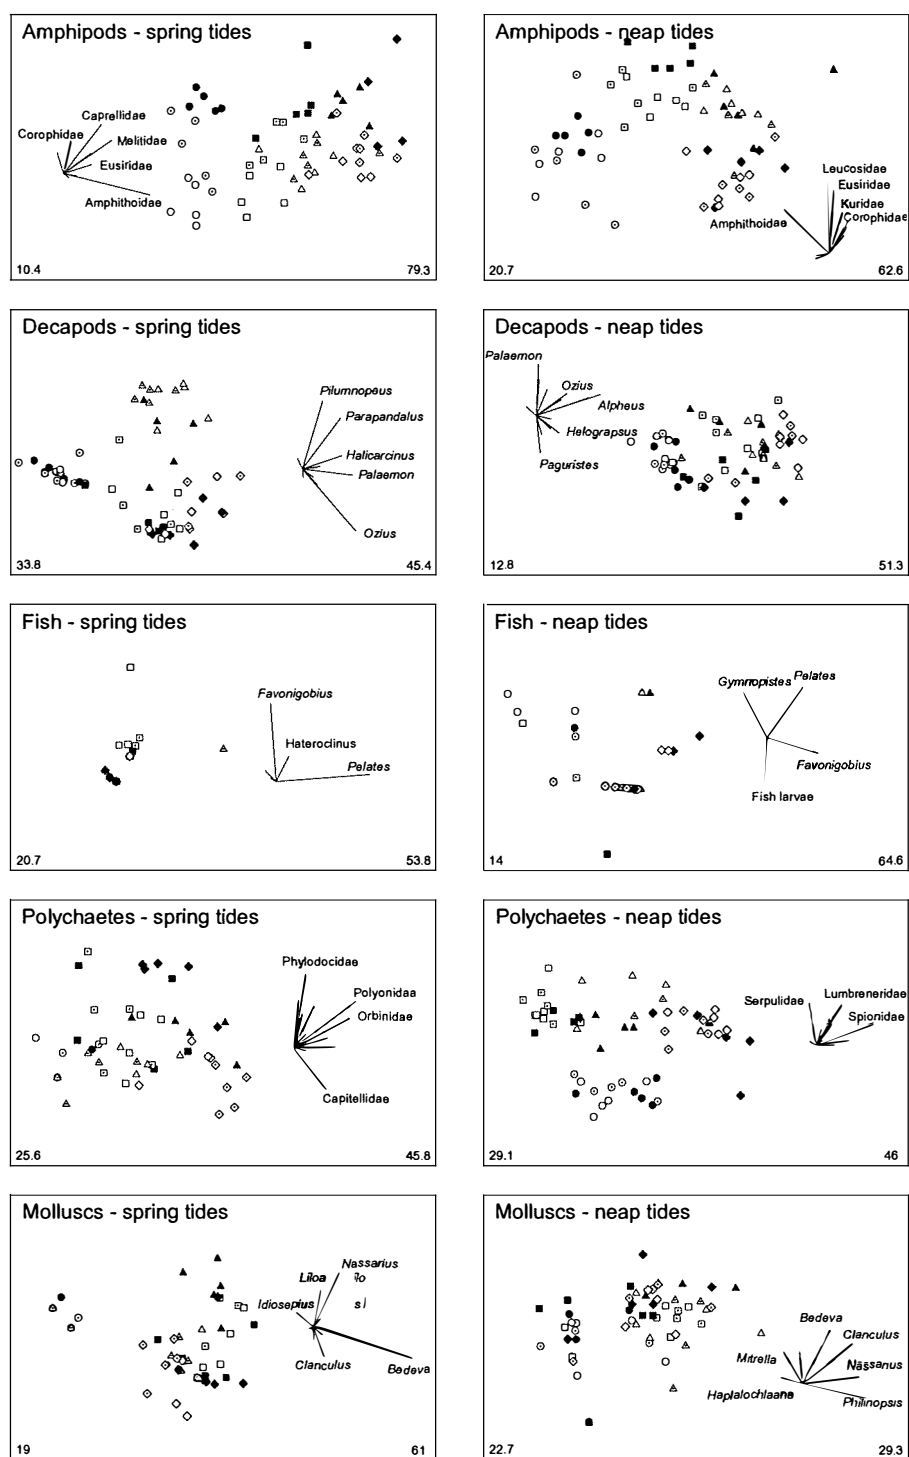 Amphipods - spring tides
Caprellidae
Corophidae
Melitidae
Eusiridae
Amphithoidae
10.4 79.3
Amphipods - neap tides
Leucosidae
Eusiridae
Kuridae
Corophidae
Amphithoidae
20.7 62.6
Decapods - spring tides
Pilumnopeus
Parapandalus
Halicarcinus
Palaemon
Ozius
33.8 45.4
Decapods - neap tides
Palaemon
Ozius
Alpheus
Helograpsus
Paguristes
12.8 51.3
Fish - spring tides
Favonigobius
Hateroclinus
Pelates
20.7 53.8
Fish - neap tides
Gymnopistes
Pelates
Favonigobius
Fish larvae
14 64.6
Polychaetes - spring tides
Phylodocidae
Polyonidaa
Orbinidae
Capitellidae
25.6 45.8
Polychaetes - neap tides
Serpulidae
Lumbreneridae
Spionidae
29.1 46
Molluscs - spring tides
Nassarius
Liloa
Idiosepius
Clanculus
Bedeva
19 61
Molluscs - neap tides
Bedeva
Clanculus
Mitrella
Nassanus
Haplalochlaana
Philinopsis
22.7 29.3